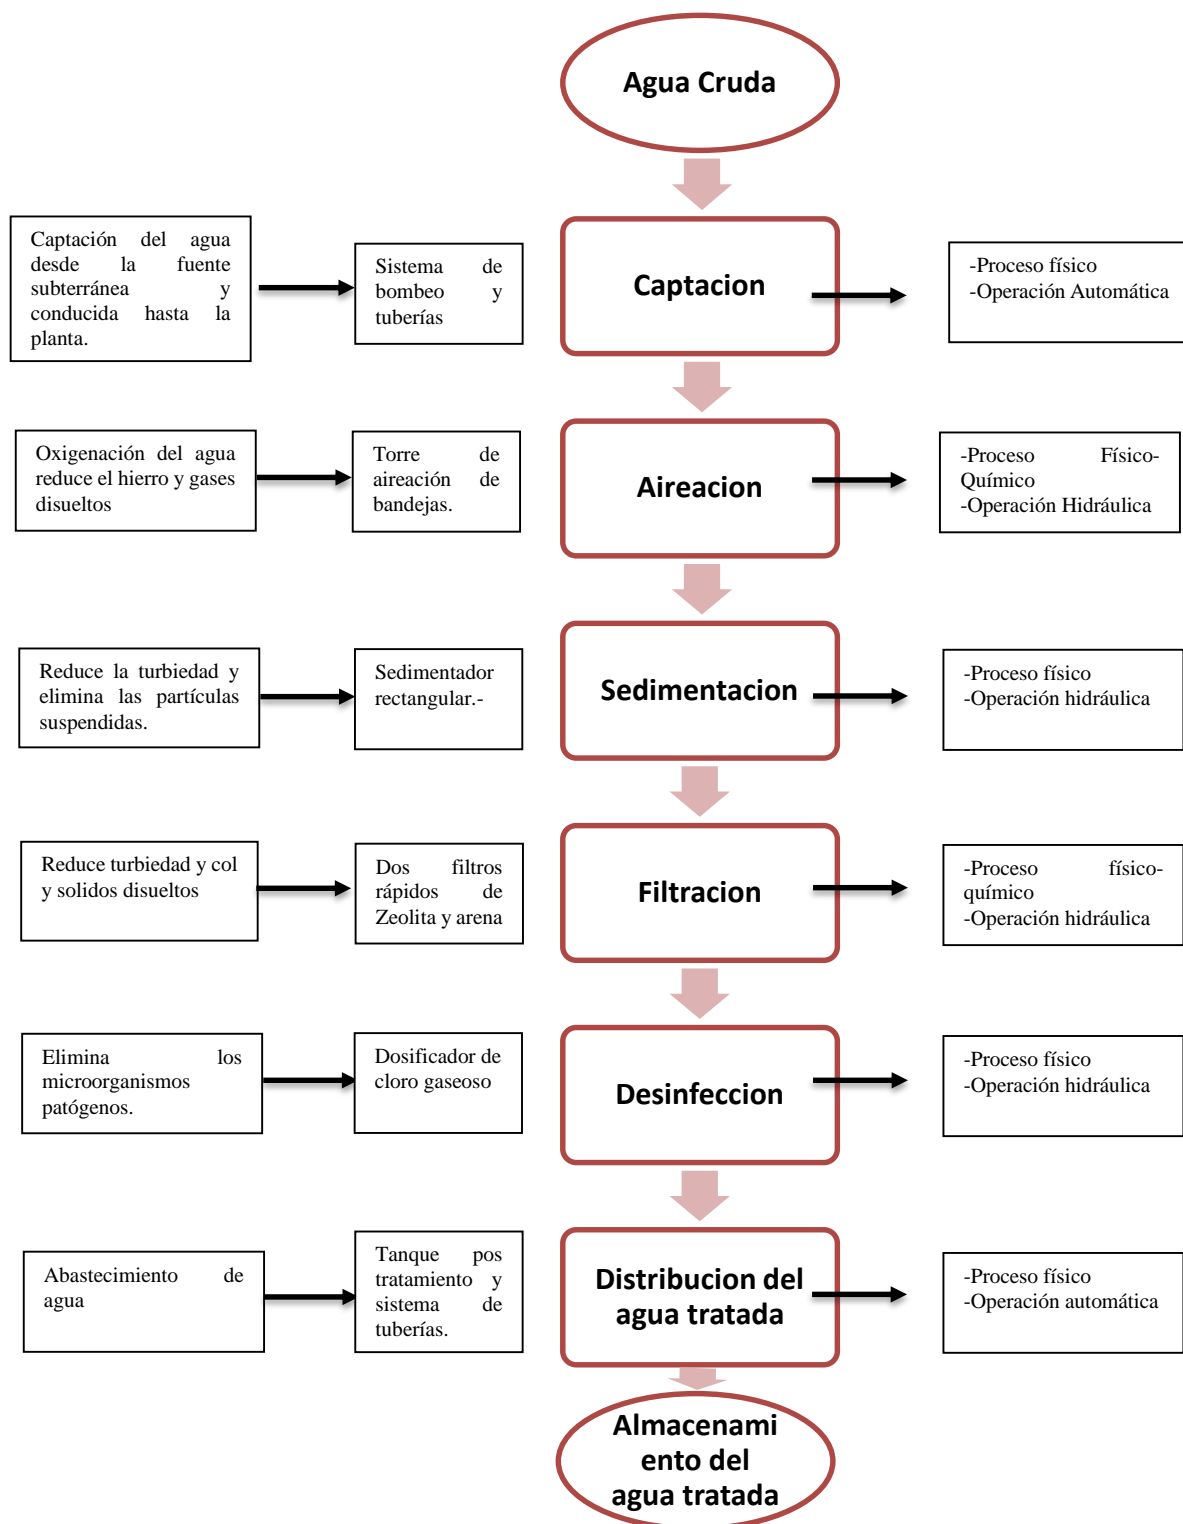 Agua Cruda
Captación del agua
desde la fuente
subterránea y
conducida hasta la
planta.
Sistema de
bombeo y
tuberías
Captacion
-Proceso físico
-Operación Automática
Oxigenación del agua
reduce el hierro y gases
disueltos
Torre de
aireación de
bandejas.
Aireacion
-Proceso Físico-
Químico
-Operación Hidráulica
Reduce la turbiedad y
elimina las partículas
suspendidas.
Sedimentador
rectangular.-
Sedimentacion
-Proceso físico
-Operación hidráulica
Reduce turbiedad y col
y solidos disueltos
Dos filtros
rápidos de
Zeolita y arena
Filtracion
-Proceso físico-
químico
-Operación hidráulica
Elimina los
microorganismos
patógenos.
Dosificador de
cloro gaseoso
Desinfeccion
-Proceso físico
-Operación hidráulica
Abastecimiento de
agua
Tanque pos
tratamiento y
sistema de
tuberías.
Distribucion del
agua tratada
-Proceso físico
-Operación automática
Almacenami
ento del
agua tratada